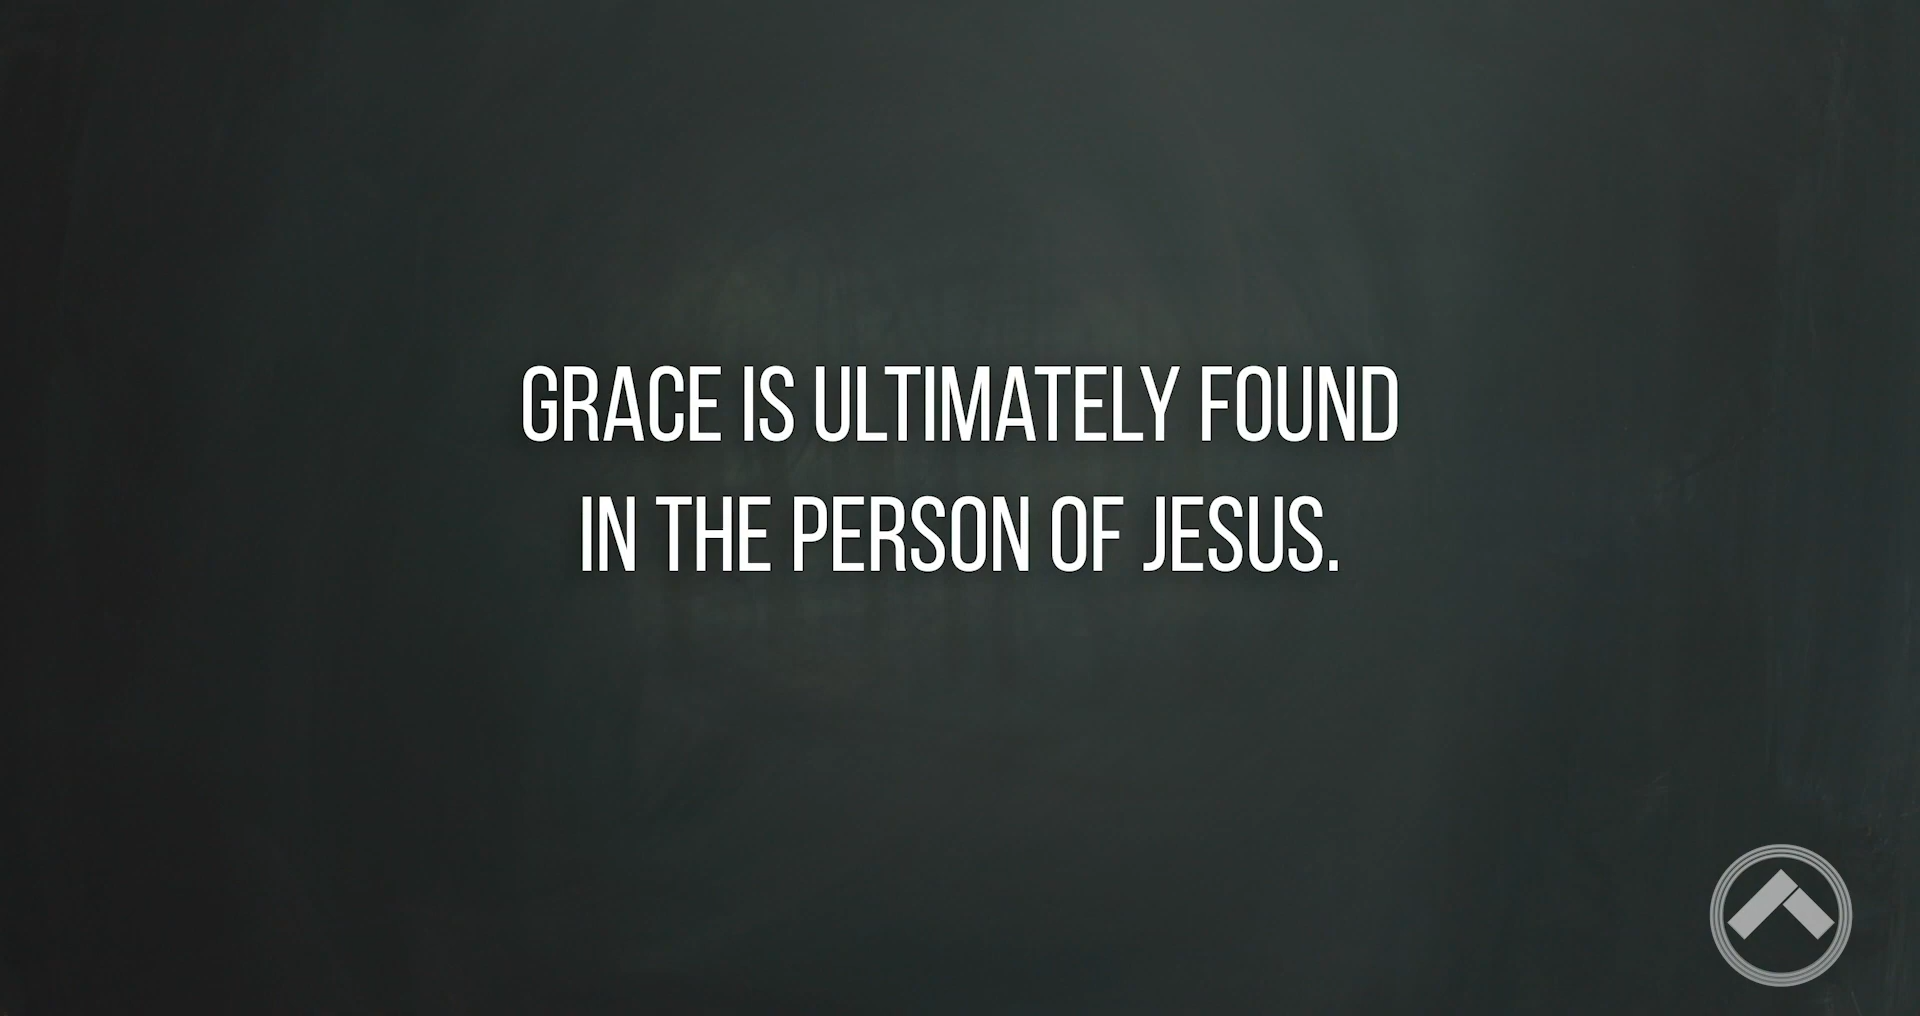 GRACE IS ULTIMATELY FOUND
IN THE PERSON OF JESUS.